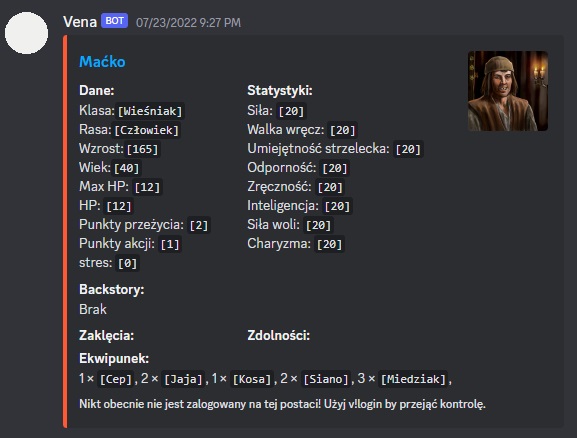 Vena BOT 07/23/2022 9:27 PM
Maćko
Dane: Statystyki:
Klasa: [Wieśniak] Siła: [20]
Rasa: [Człowiek] Walka wręcz: [20]
Wzrost: [165] Umiejętność strzelecka: [20]
Wiek: [40] Odporność: [20]
Max HP: [12] Zręczność: [20]
HP: [12] Inteligencja: [20]
Punkty przeżycia: [2] Siła woli: [20]
Punkty akcji: [1] Charyzma: [20]
stres: [0]
Backstory:
Brak
Zaklęcia: Zdolności:
Ekwipunek:
1 × [Cep], 2 × [Jaja], 1 × [Kosa], 2 × [Siano], 3 × [Miedziak],
Nikt obecnie nie jest zalogowany na tej postaci! Użyj v!login by przejąć kontrolę.